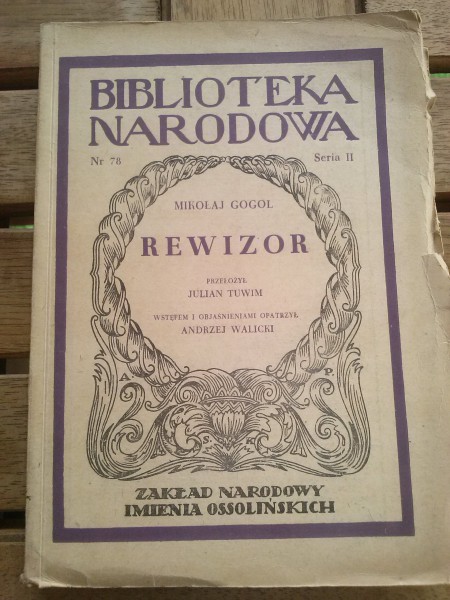 BIBLIOTEKA
NARODOWA
Nr 78 Seria II
MIKOŁAJ GOGOL
REWIZOR
PRZEŁOŻYŁ
JULIAN TUWIM
WSTĘPEM I OBJAŚNIENIAMI OPATRZYŁ
ANDRZEJ WALICKI
A. P.
A. S. K.
ZAKŁAD NARODOWY
IMIENIA OSSOLIŃSKICH